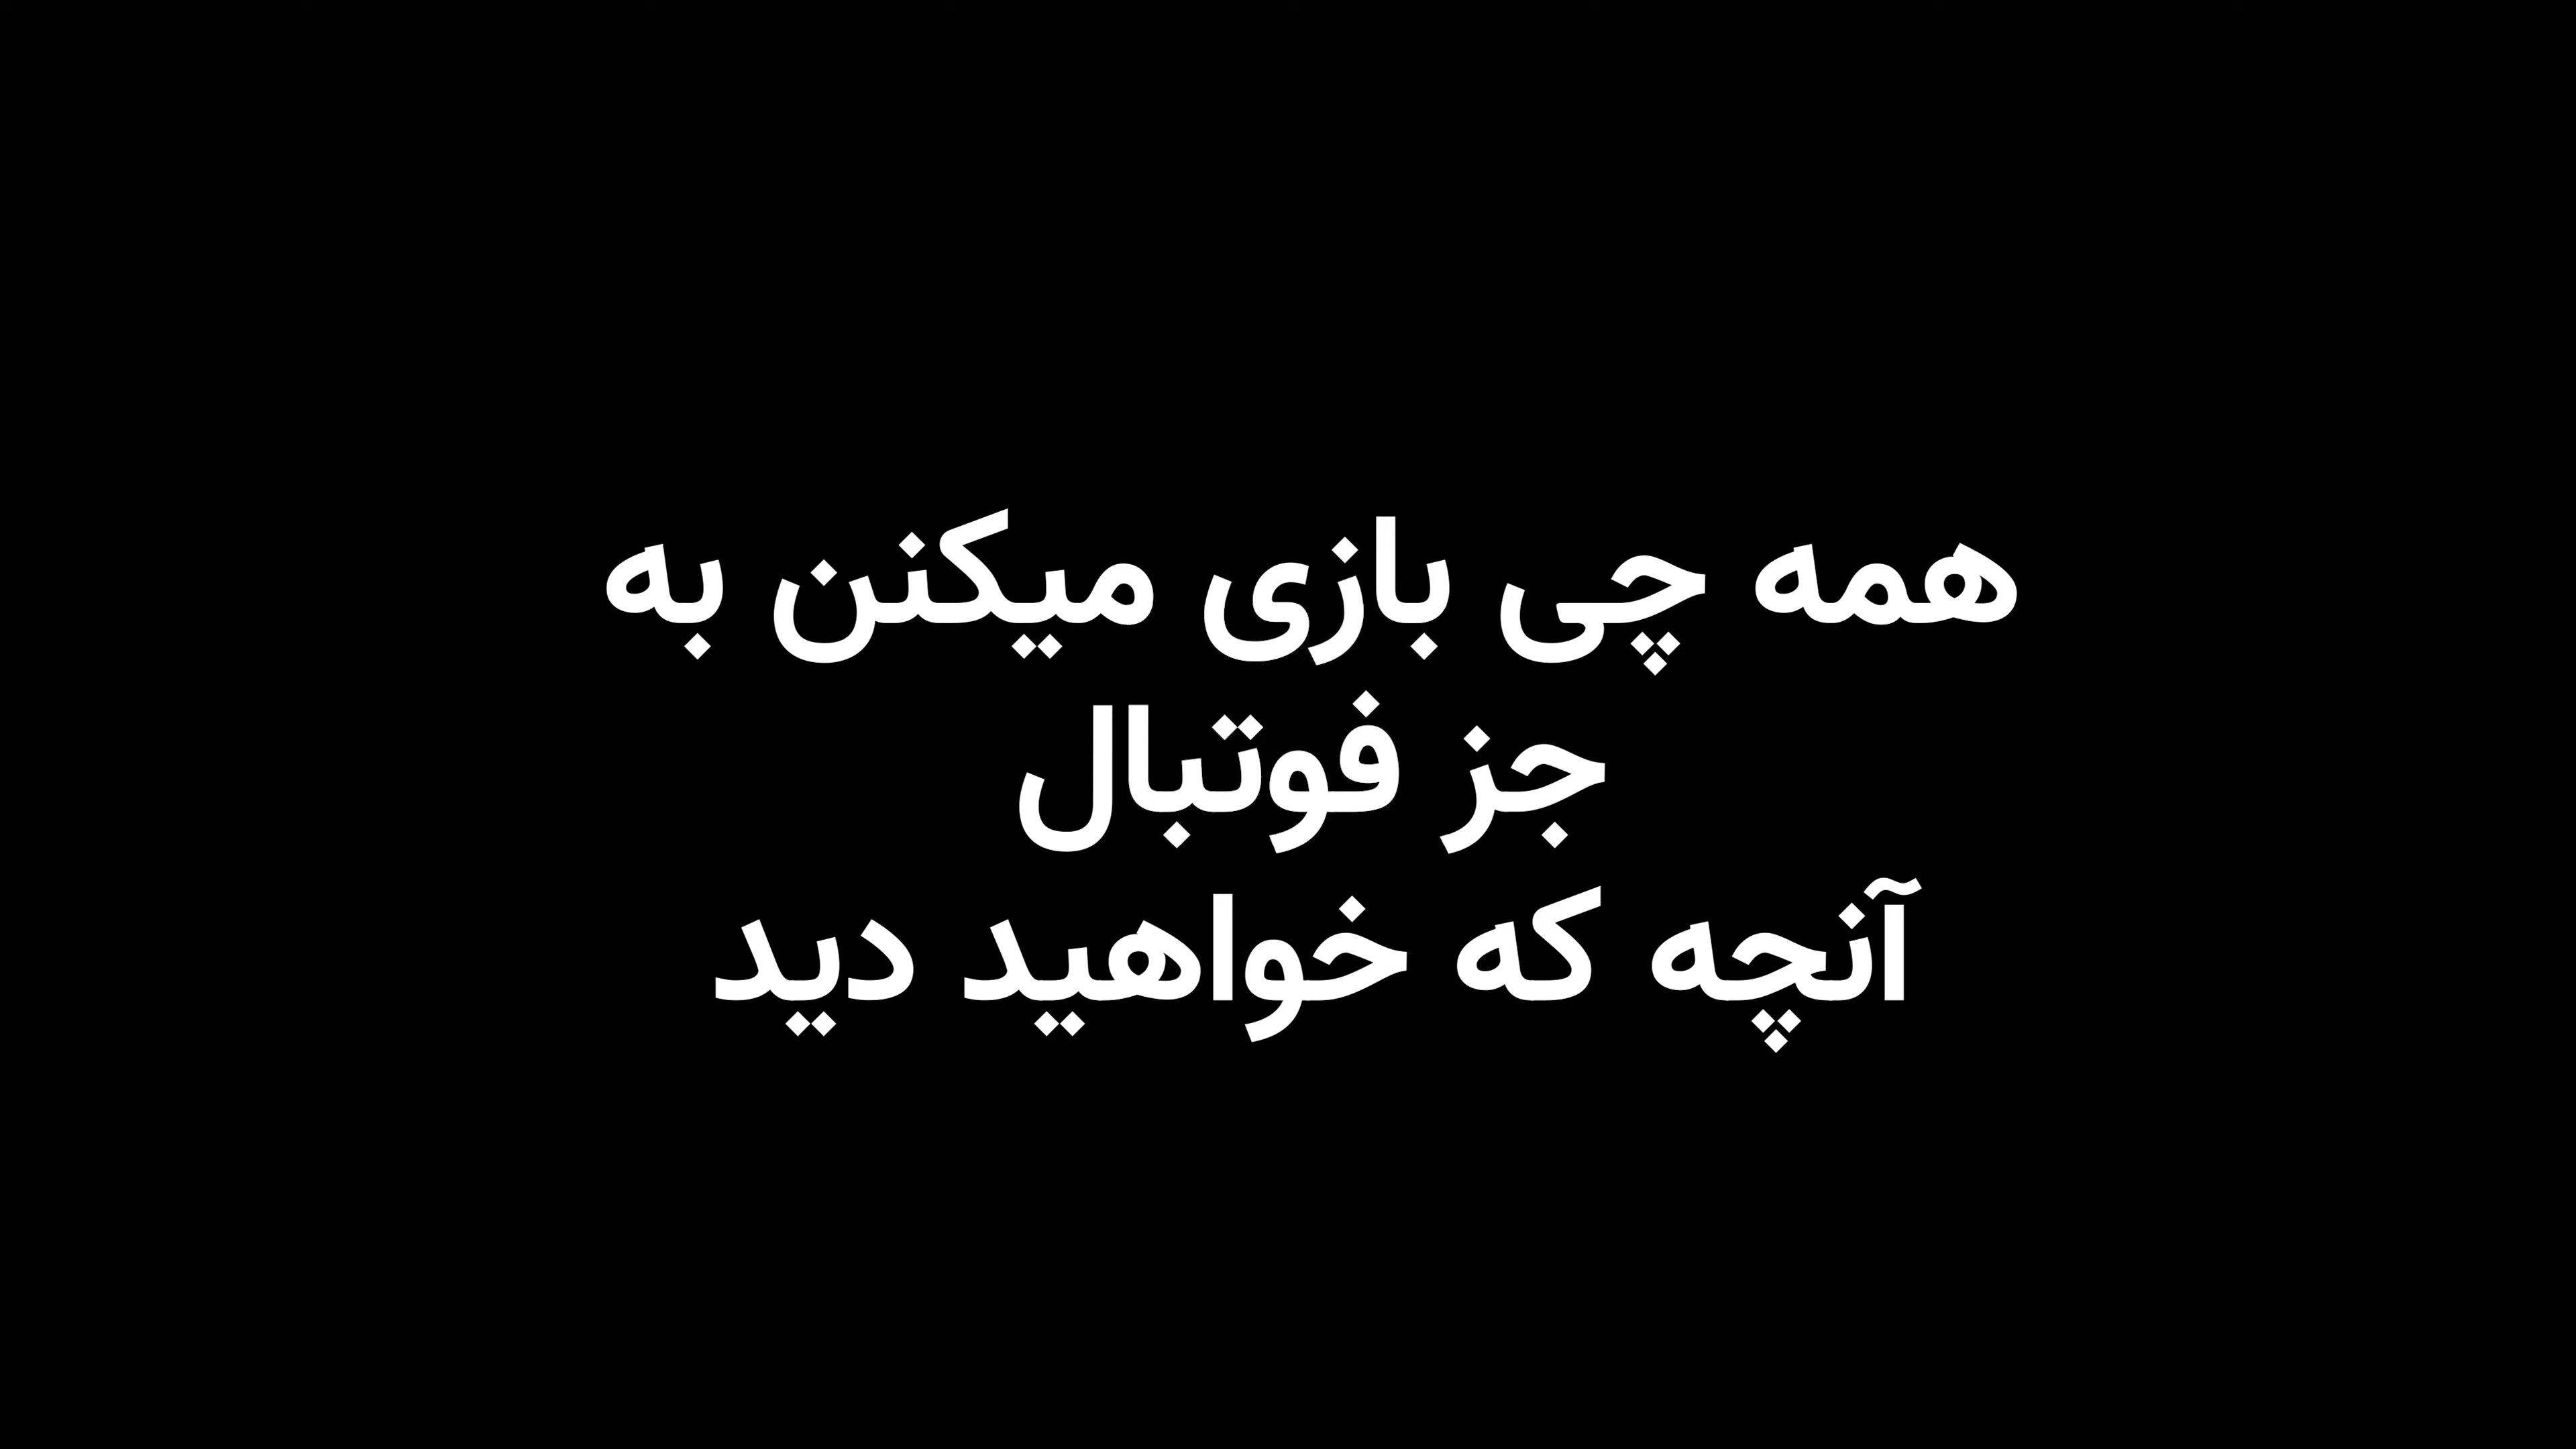 همه چی بازی میکنن به
جز فوتبال
آنچه که خواهید دید